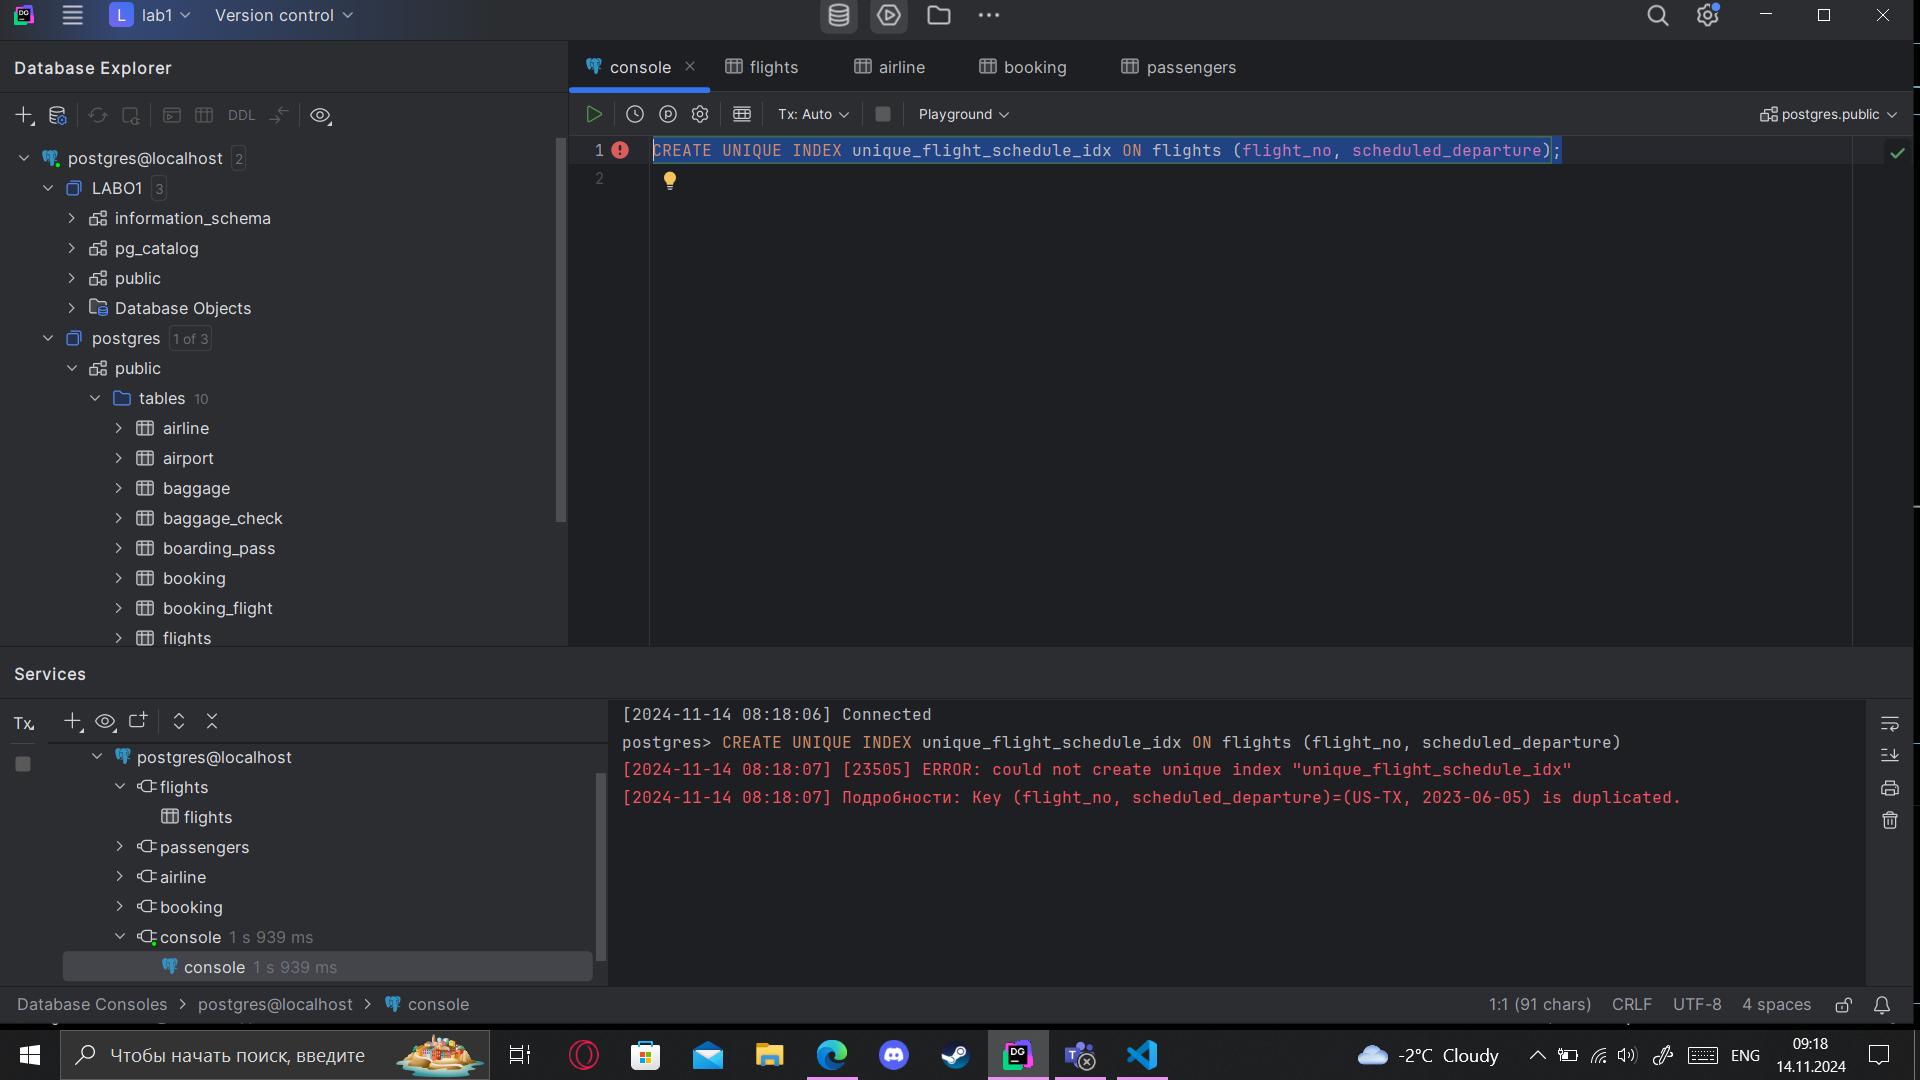 L lab1 Version control
Database Explorer
console flights airline booking passengers
DDL
Tx: Auto Playground postgres.public
postgres@localhost 2
LABO1 3
information_schema
pg_catalog
public
Database Objects
postgres 1 of 3
public
tables 10
airline
airport
baggage
baggage_check
boarding_pass
booking
booking_flight
flights
1 CREATE UNIQUE INDEX unique_flight_schedule_idx ON flights (flight_no, scheduled_departure);
2
Services
Tx
postgres@localhost
flights
flights
passengers
airline
booking
console 1 s 939 ms
console 1 s 939 ms
[2024-11-14 08:18:06] Connected
postgres> CREATE UNIQUE INDEX unique_flight_schedule_idx ON flights (flight_no, scheduled_departure)
[2024-11-14 08:18:07] [23505] ERROR: could not create unique index "unique_flight_schedule_idx"
[2024-11-14 08:18:07] Подробности: Key (flight_no, scheduled_departure)=(US-TX, 2023-06-05) is duplicated.
Database Consoles > postgres@localhost > console
1:1 (91 chars) CRLF UTF-8 4 spaces
Чтобы начать поиск, введите
-2°C Cloudy
ENG
09:18
14.11.2024